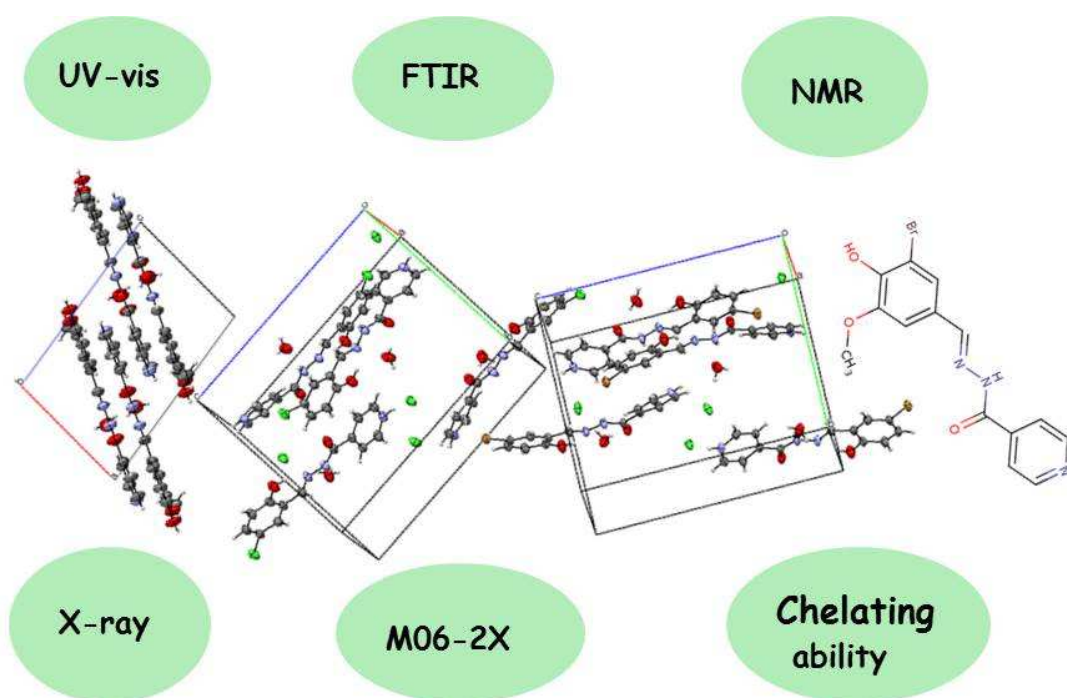 UV-vis
FTIR
NMR
X-ray
M06-2X
Chelating
ability
Br
HO
O
CH3
N
N
H
O
N